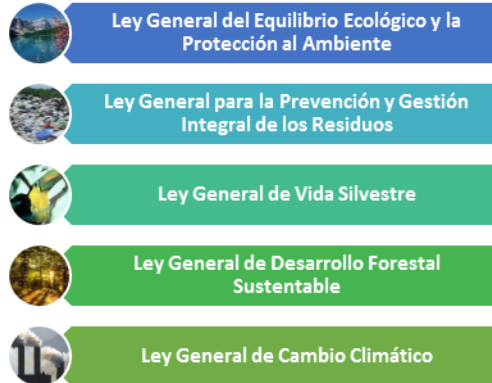 Ley General del Equilibrio Ecológico y la
Protección al Ambiente
Ley General para la Prevención y Gestión
Integral de los Residuos
Ley General de Vida Silvestre
Ley General de Desarrollo Forestal
Sustentable
Ley General de Cambio Climático